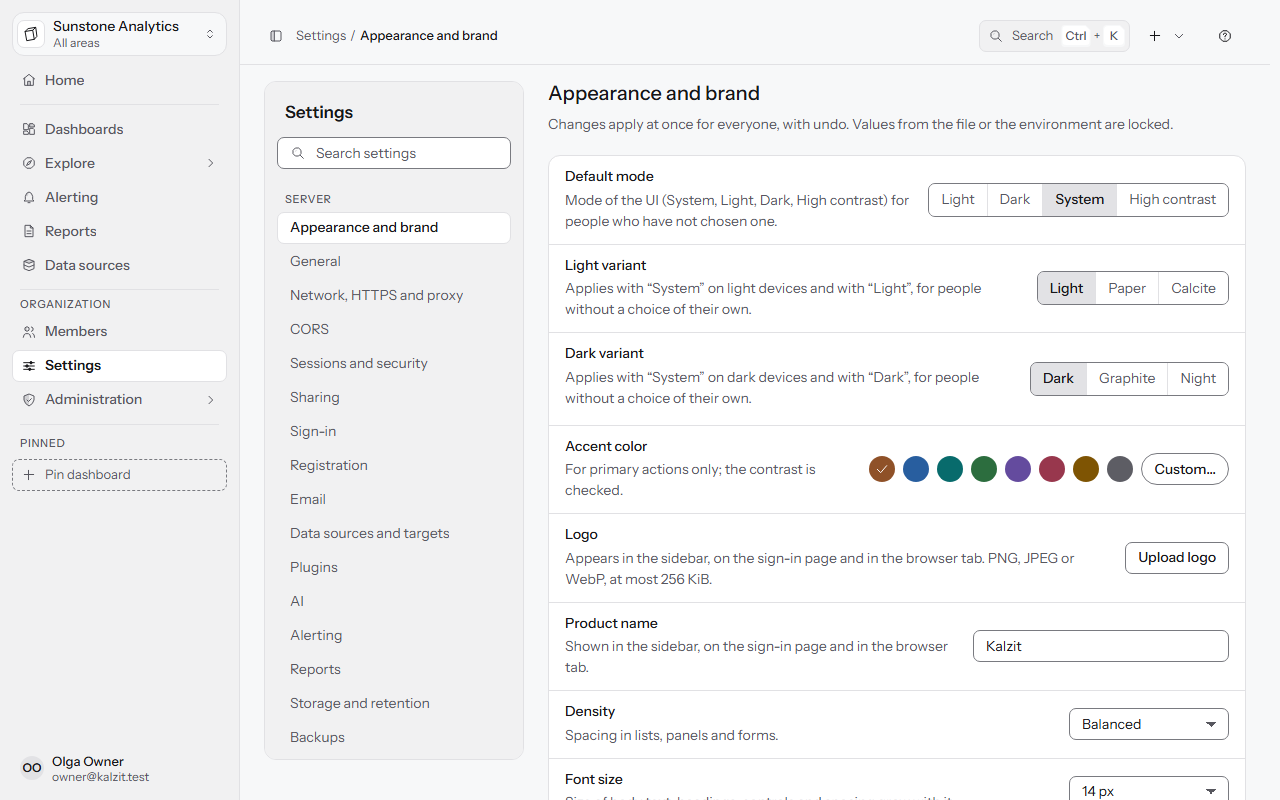 Sunstone Analytics
All areas
Home
Dashboards
Explore
Alerting
Reports
Data sources
ORGANIZATION
Members
Settings
Administration
PINNED
Pin dashboard
OO
Olga Owner
owner@kalzit.test
Settings / Appearance and brand
Search Ctrl + K
Settings
Search settings
SERVER
Appearance and brand
General
Network, HTTPS and proxy
CORS
Sessions and security
Sharing
Sign-in
Registration
Email
Data sources and targets
Plugins
AI
Alerting
Reports
Storage and retention
Backups
Appearance and brand
Changes apply at once for everyone, with undo. Values from the file or the environment are locked.
Default mode
Mode of the UI (System, Light, Dark, High contrast) for
people who have not chosen one.
Light Dark System High contrast
Light variant
Applies with “System” on light devices and with “Light”, for people
without a choice of their own.
Light Paper Calcite
Dark variant
Applies with “System” on dark devices and with “Dark”, for people
without a choice of their own.
Dark Graphite Night
Accent color
For primary actions only; the contrast is
checked.
Custom...
Logo
Appears in the sidebar, on the sign-in page and in the browser tab. PNG, JPEG or
WebP, at most 256 KiB.
Upload logo
Product name
Shown in the sidebar, on the sign-in page and in the browser
tab.
Kalzit
Density
Spacing in lists, panels and forms.
Balanced
Font size
14 px